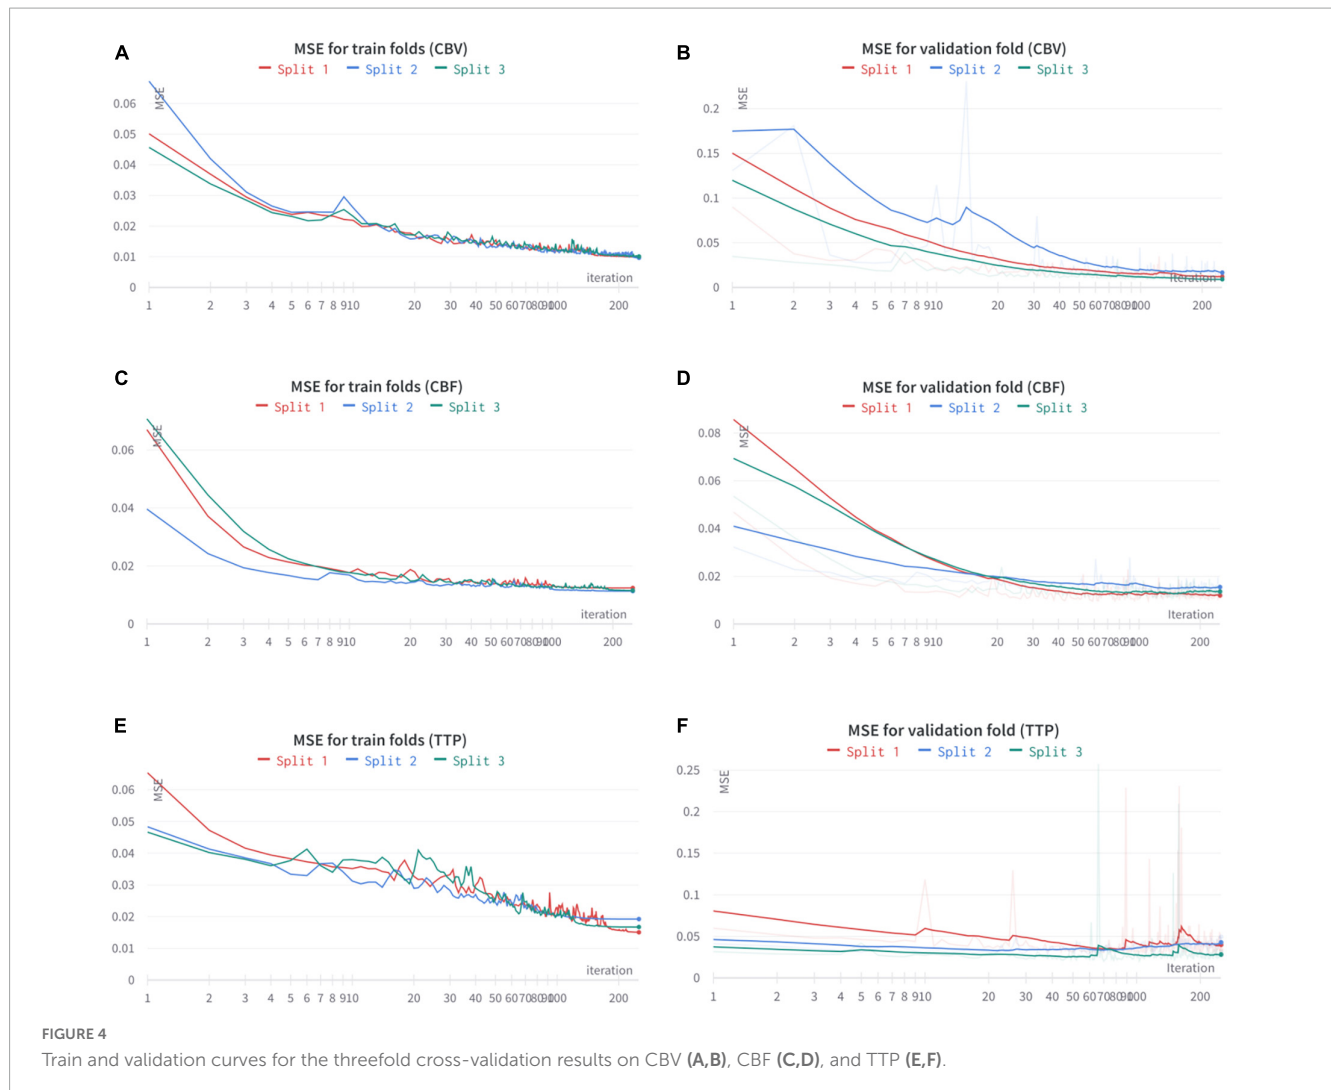 A
MSE for train folds (CBV)
Split 1 Split 2 Split 3
MSE
0.06
0.05
0.04
0.03
0.02
0.01
0
iteration
1 2 3 4 5 6 7 8 910 20 30 40 50 60708090100 200
B
MSE for validation fold (CBV)
Split 1 Split 2 Split 3
MSE
0.2
0.15
0.1
0.05
0
Iteration
1 2 3 4 5 6 7 8 910 20 30 40 50 60708090100 200
C
MSE for train folds (CBF)
Split 1 Split 2 Split 3
MSE
0.06
0.04
0.02
0
iteration
1 2 3 4 5 6 7 8 910 20 30 40 50 60708090100 200
D
MSE for validation fold (CBF)
Split 1 Split 2 Split 3
MSE
0.08
0.06
0.04
0.02
0
Iteration
1 2 3 4 5 6 7 8 910 20 30 40 50 60708090100 200
E
MSE for train folds (TTP)
Split 1 Split 2 Split 3
MSE
0.06
0.05
0.04
0.03
0.02
0.01
0
iteration
1 2 3 4 5 6 7 8 910 20 30 40 50 60708090100 200
F
MSE for validation fold (TTP)
Split 1 Split 2 Split 3
MSE
0.25
0.2
0.15
0.1
0.05
0
Iteration
1 2 3 4 5 6 7 8 910 20 30 40 50 60708090100 200
FIGURE 4
Train and validation curves for the threefold cross-validation results on CBV (A,B), CBF (C,D), and TTP (E,F).